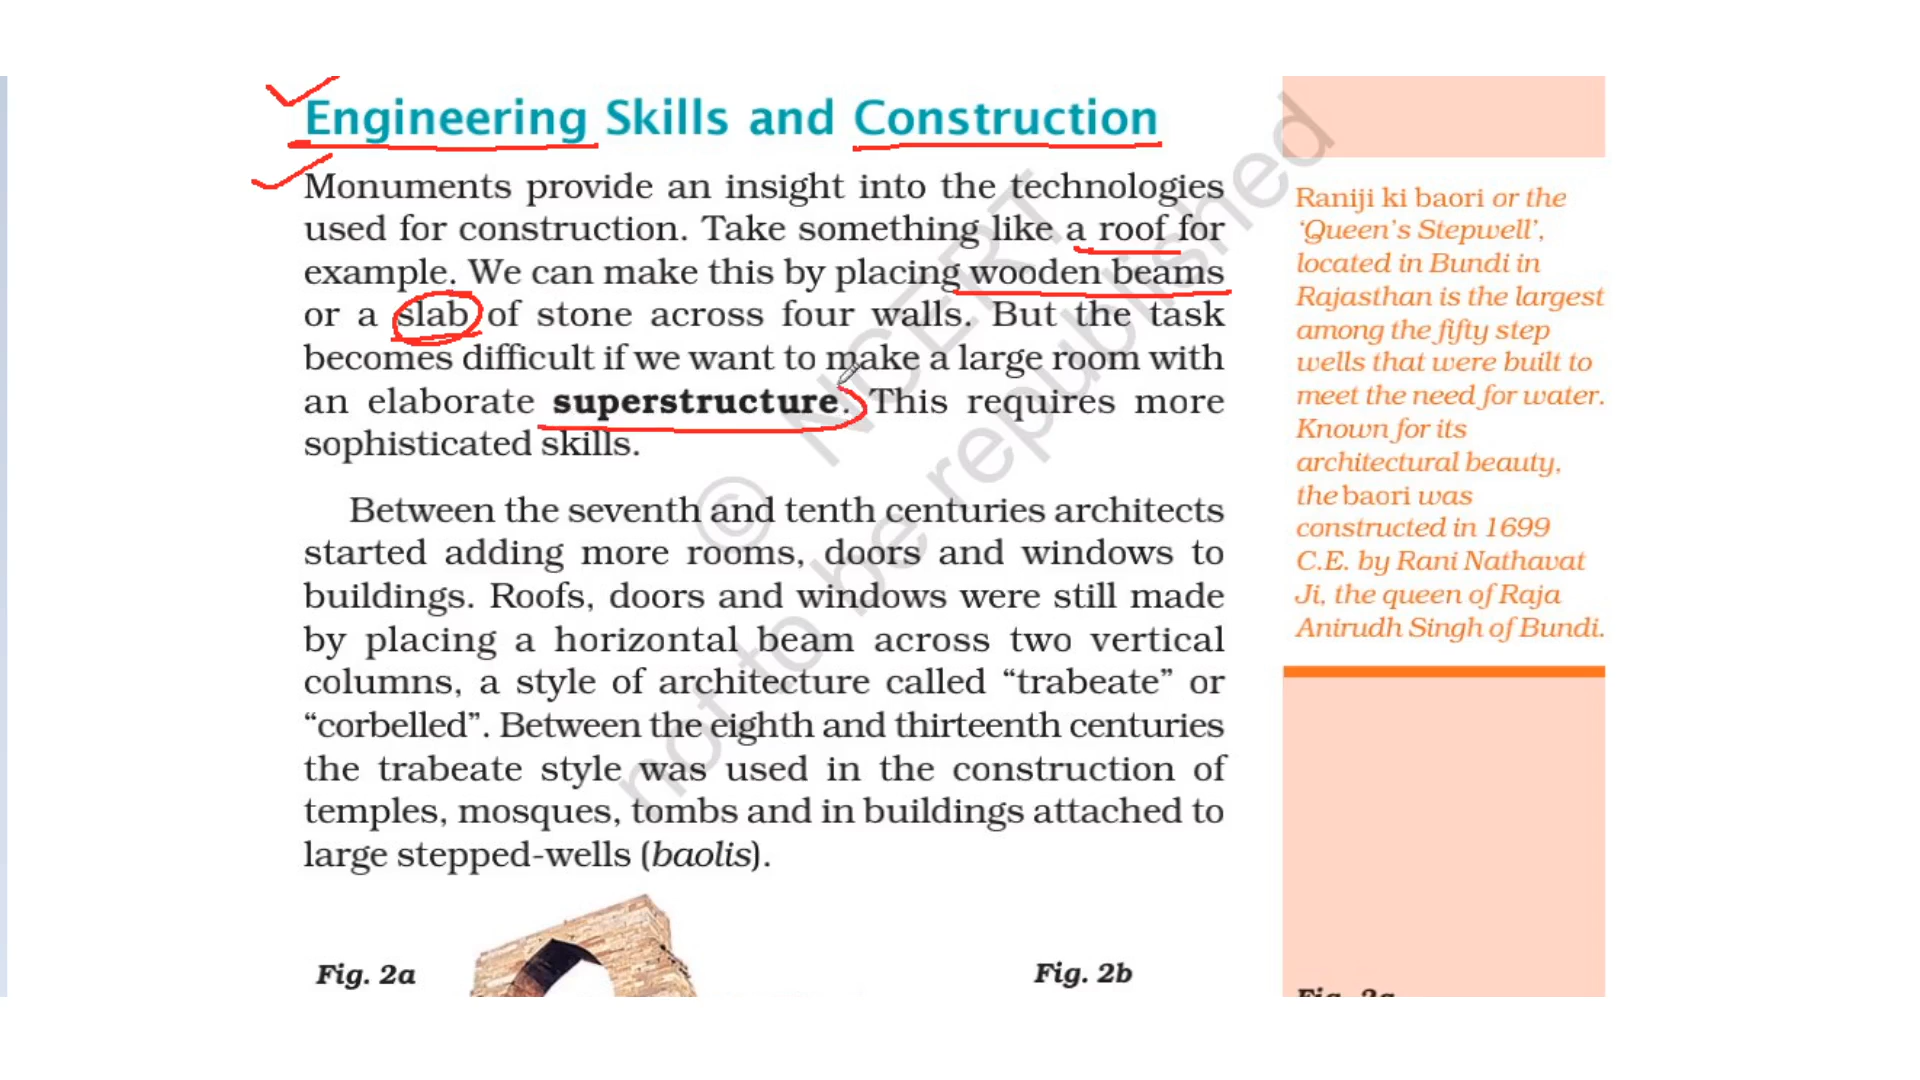 Engineering Skills and Construction
Monuments provide an insight into the technologies
used for construction. Take something like a roof for
example. We can make this by placing wooden beams
or a slab of stone across four walls. But the task
becomes difficult if we want to make a large room with
an elaborate superstructure. This requires more
sophisticated skills.
Between the seventh and tenth centuries architects
started adding more rooms, doors and windows to
buildings. Roofs, doors and windows were still made
by placing a horizontal beam across two vertical
columns, a style of architecture called “trabeate” or
“corbelled”. Between the eighth and thirteenth centuries
the trabeate style was used in the construction of
temples, mosques, tombs and in buildings attached to
large stepped-wells (baolis).
Fig. 2a
Fig. 2b
Raniji ki baori or the
‘Queen’s Stepwell’,
located in Bundi in
Rajasthan is the largest
among the fifty step
wells that were built to
meet the need for water.
Known for its
architectural beauty,
the baori was
constructed in 1699
C.E. by Rani Nathavat
Ji, the queen of Raja
Anirudh Singh of Bundi.
© NCERT
not to be republished